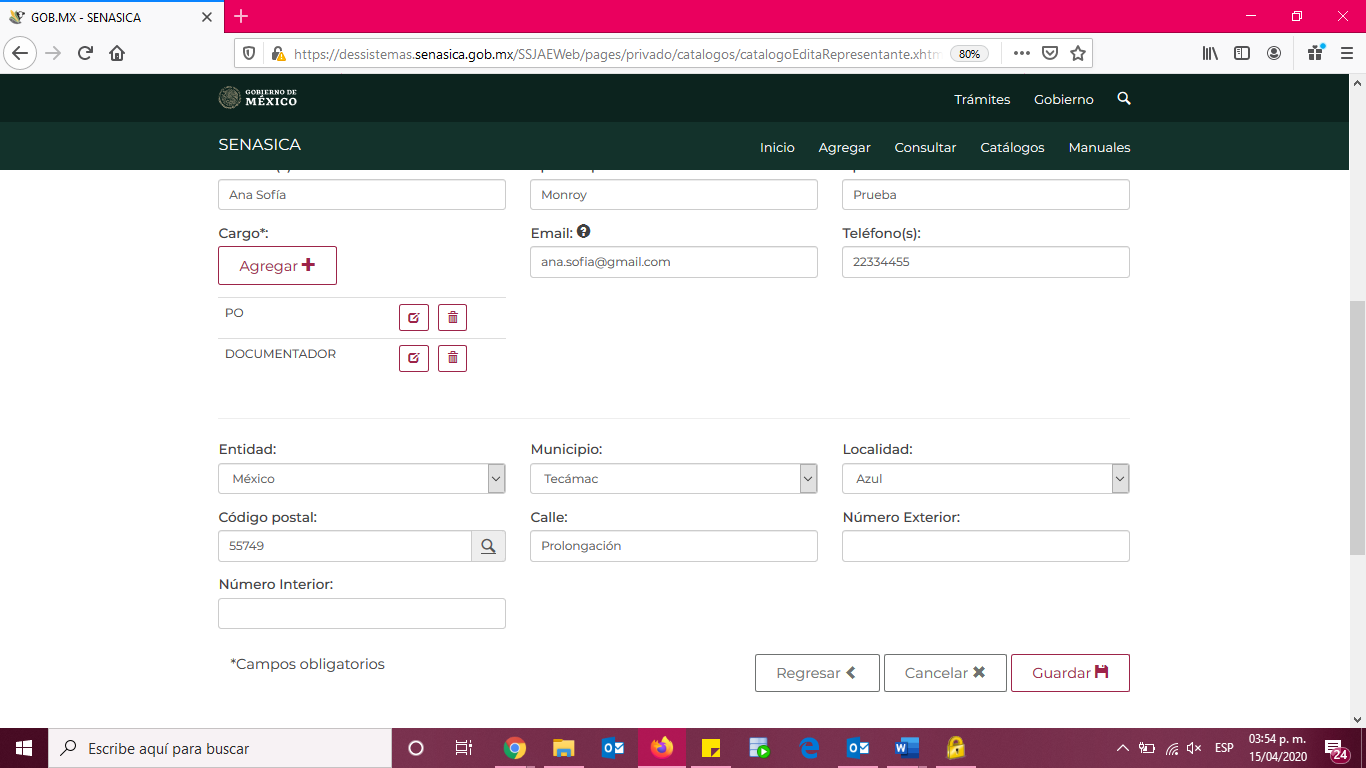 GOB.MX - SENASICA
https://dessistemas.senasica.gob.mx/SSJAEWeb/pages/privado/catalogos/catalogoEditaRepresentante.xhtm 80%
GOBIERNO DE
MÉXICO
Trámites Gobierno
SENASICA
Inicio Agregar Consultar Catálogos Manuales
Ana Sofía Monroy Prueba
Cargo*: Email: Teléfono(s):
Agregar ana.sofia@gmail.com 22334455
PO
DOCUMENTADOR
Entidad: Municipio: Localidad:
México Tecámac Azul
Código postal: Calle: Número Exterior:
55749 Prolongación
Número Interior:
*Campos obligatorios
Regresar Cancelar Guardar
Escribe aquí para buscar
ESP
03:54 p. m.
15/04/2020
24